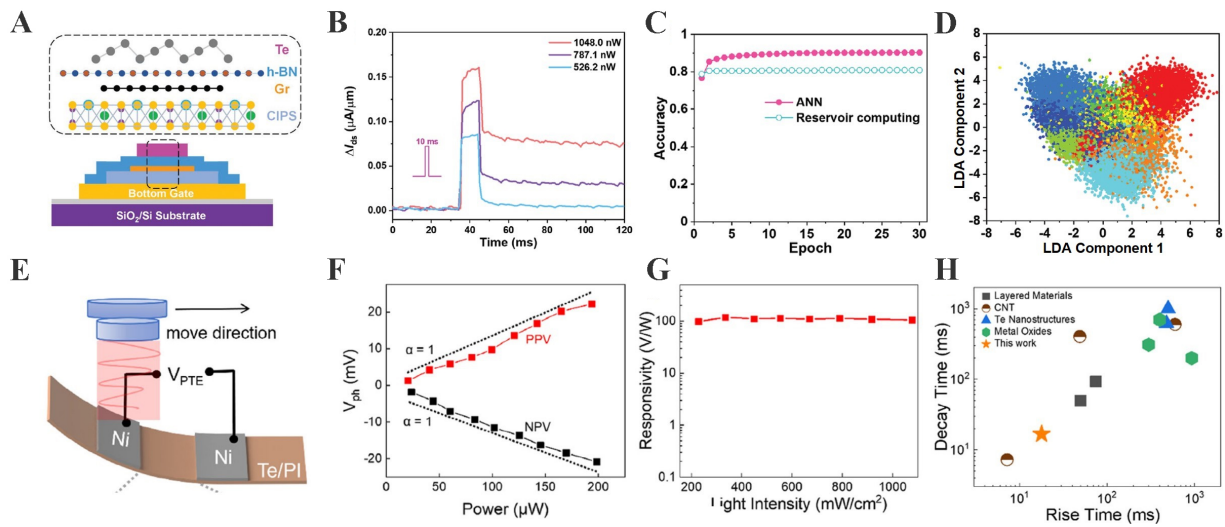 A
Te
h-BN
Gr
CIPS
Bottom Gate
SiO2/Si Substrate
B
ΔIds (μA/μm)
0.20
0.15
0.10
0.05
0.00
1048.0 nW
787.1 nW
526.2 nW
10 ms
0 20 40 60 80 100 120
Time (ms)
C
Accuracy
1
0.8
0.6
0.4
0.2
0
ANN
Reservoir computing
0 5 10 15 20 25 30
Epoch
D
LDA Component 2
8
6
4
2
0
-2
-4
-6
-8
-7 -6 -4 -2 0 2 4 6 8
LDA Component 1
E
move direction
VPTE
Ni
Ni
Te/PI
F
Vph (mV)
20
10
0
-10
-20
α = 1
PPV
α = 1
NPV
0 50 100 150 200
Power (μW)
G
Responsivity (V/W)
1000
100
10
1
0.1
200 400 600 800 1000
Light Intensity (mW/cm2)
H
Decay Time (ms)
103
102
101
Layered Materials
CNT
Te Nanostructures
Metal Oxides
This work
101 102 103
Rise Time (ms)